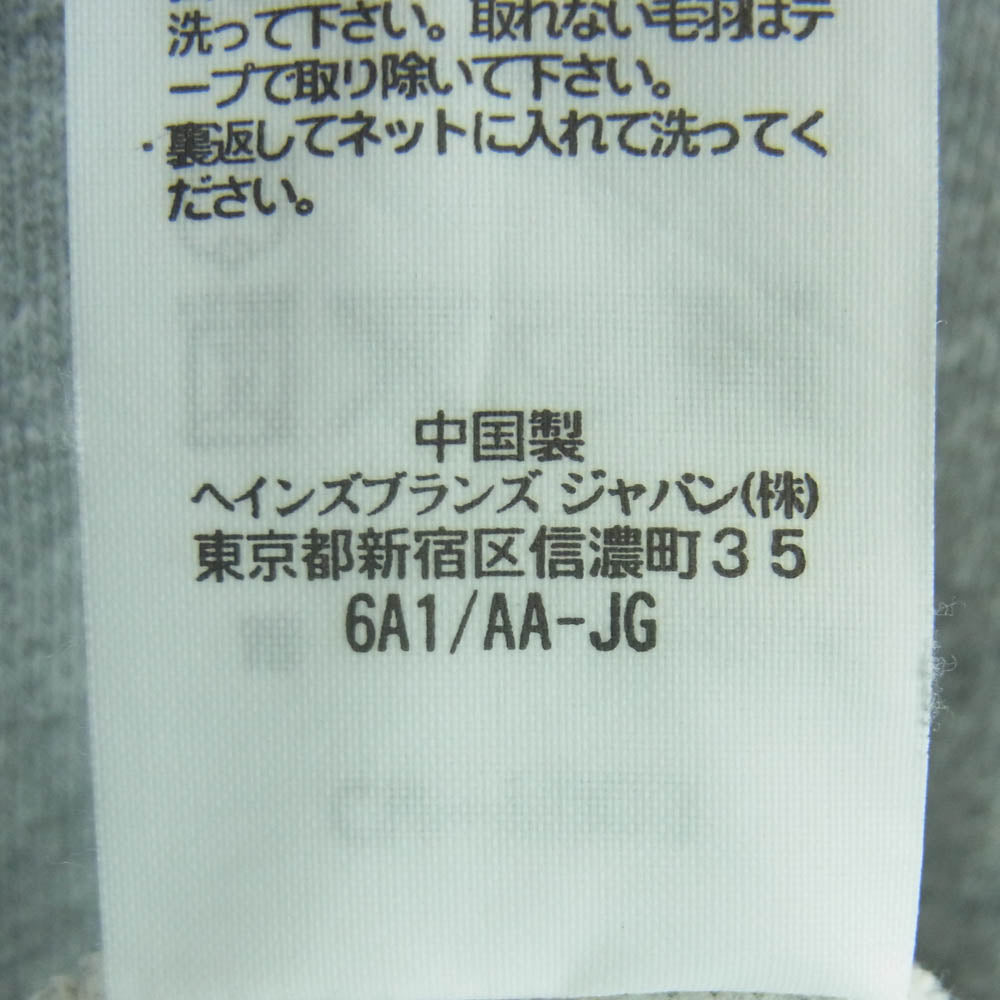 洗って下さい。取れない毛羽はテ
ープで取り除いて下さい。
・裏返してネットに入れて洗ってく
ださい。
中国製
ヘインズブランズ ジャパン(株)
東京都新宿区信濃町35
6A1/AA-JG